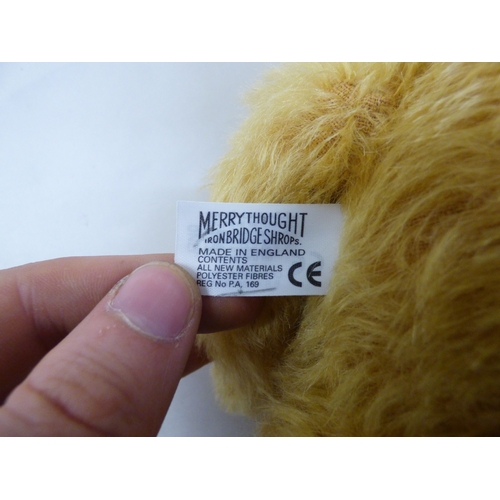 MERRYTHOUGHT
IRONBRIDGE SHROPS.
MADE IN ENGLAND
CONTENTS
ALL NEW MATERIALS
POLYESTER FIBRES
REG No P.A, 169
CE